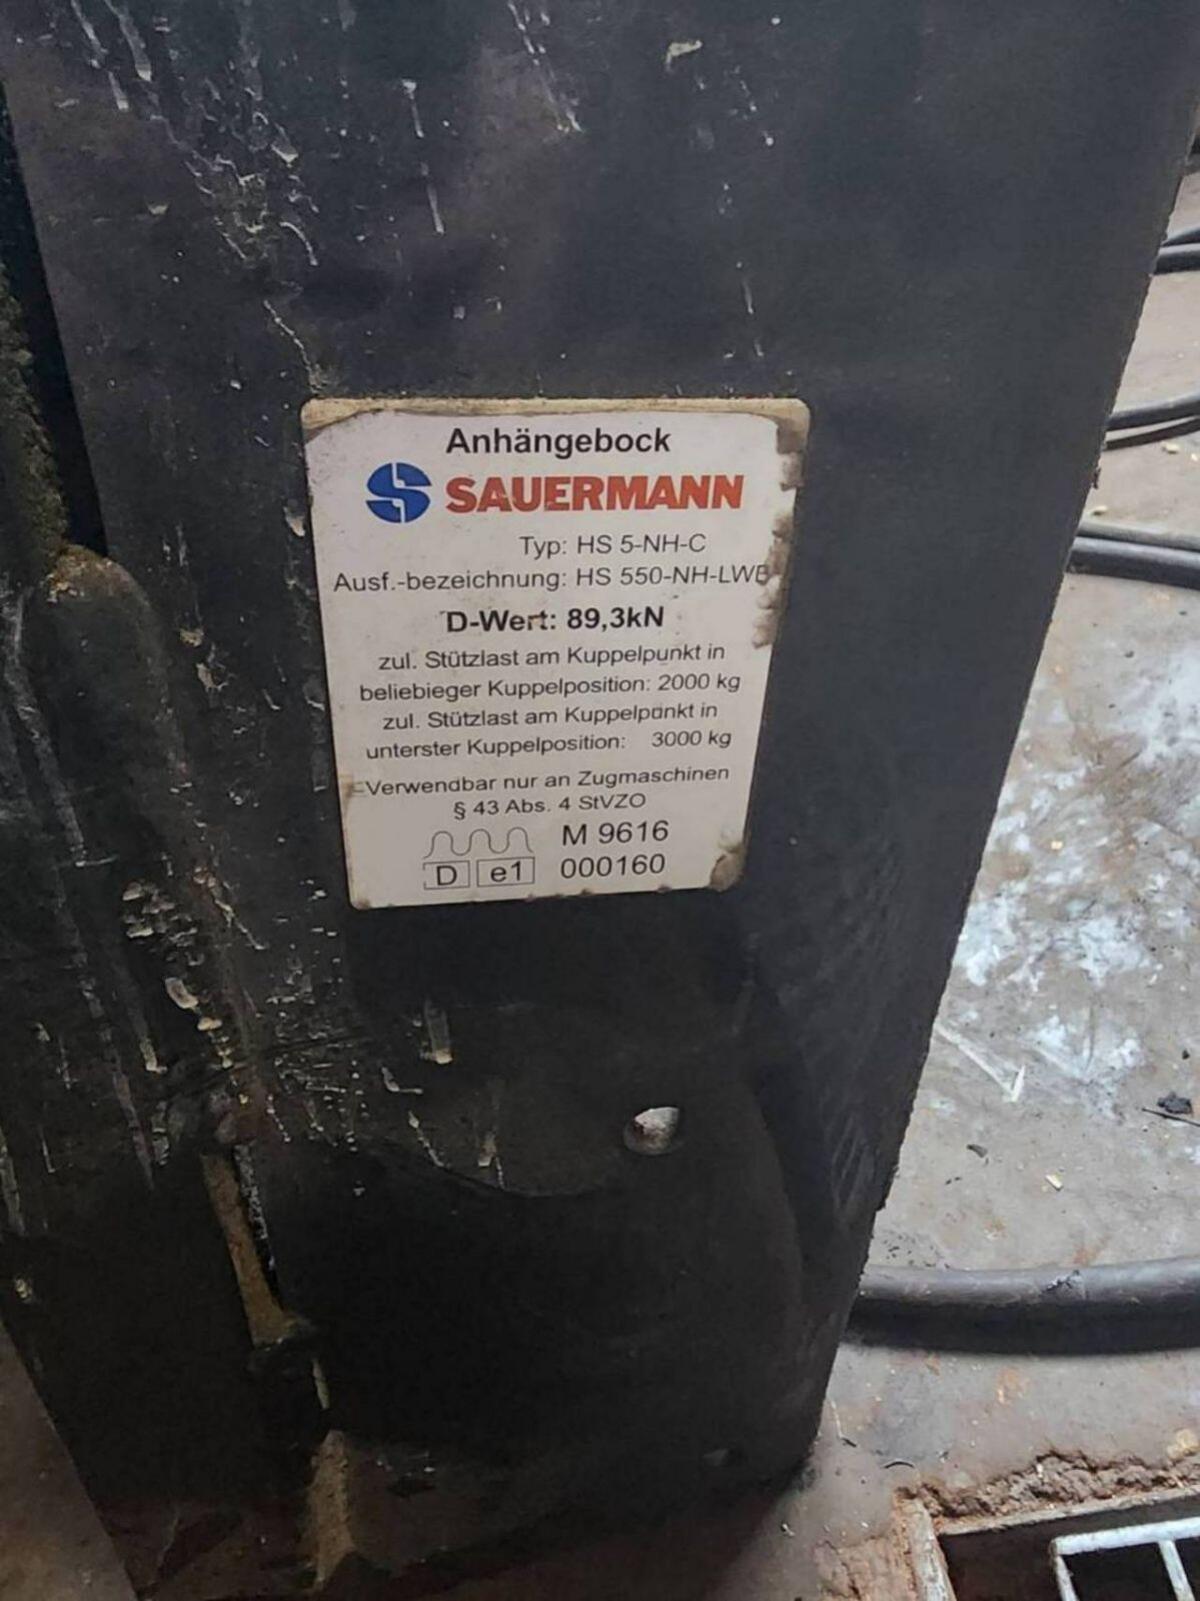 Anhängebock
SAUERMANN
Typ: HS 5-NH-C
Ausf.-bezeichnung: HS 550-NH-LWB
D-Wert: 89,3kN
zul. Stützlast am Kuppelpunkt in
beliebieger Kuppelposition: 2000 kg
zul. Stützlast am Kuppelpunkt in
unterster Kuppelposition: 3000 kg
Verwendbar nur an Zugmaschinen
§ 43 Abs. 4 StVZO
M 9616
D e1 000160